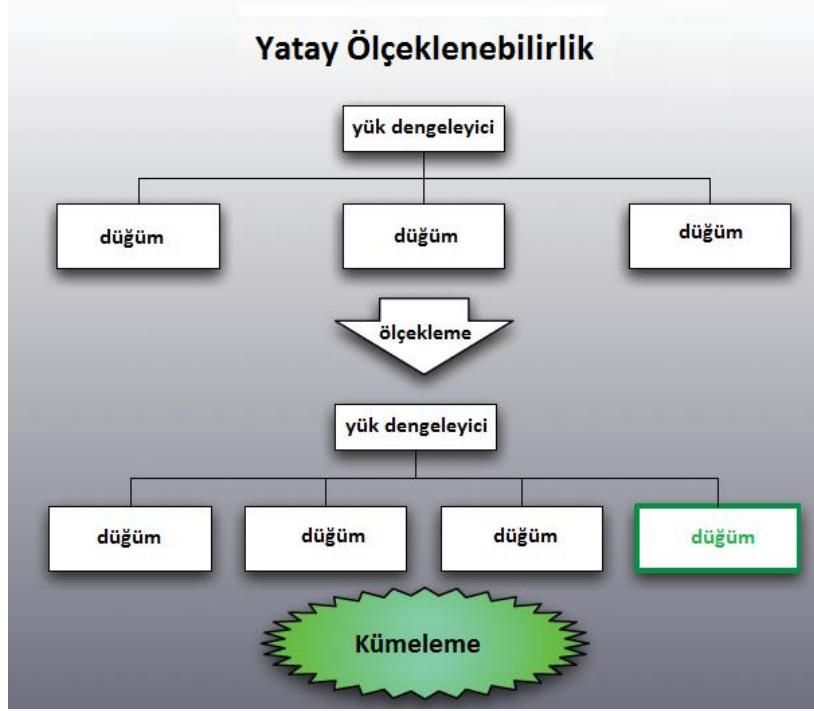 Yatay Ölçeklenebilirlik
yük dengeleyici
düğüm
düğüm
düğüm
ölçekleme
yük dengeleyici
düğüm
düğüm
düğüm
düğüm
Kümeleme